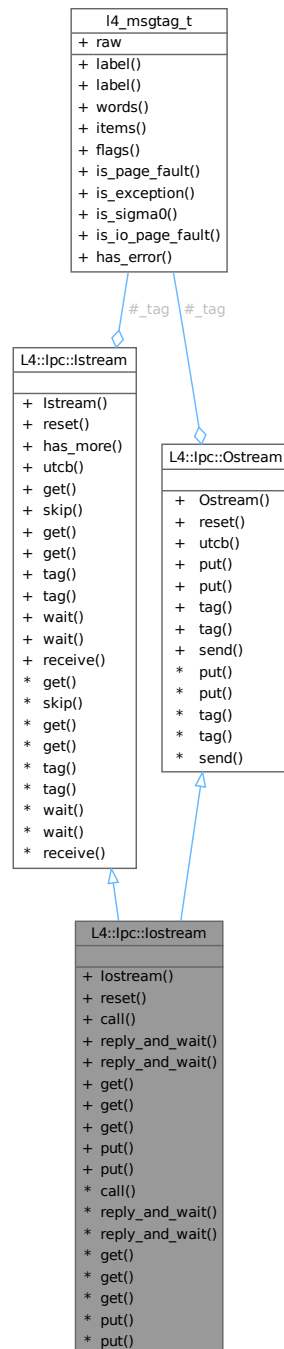 l4_msgtag_t
+ raw
+ label()
+ label()
+ words()
+ items()
+ flags()
+ is_page_fault()
+ is_exception()
+ is_sigma0()
+ is_io_page_fault()
+ has_error()
#_tag #_tag
L4::Ipc::Istream
+ Istream()
+ reset()
+ has_more()
+ utcb()
+ get()
+ skip()
+ get()
+ get()
+ tag()
+ tag()
+ wait()
+ wait()
+ receive()
* get()
* skip()
* get()
* get()
* tag()
* tag()
* wait()
* wait()
* receive()
L4::Ipc::Ostream
+ Ostream()
+ reset()
+ utcb()
+ put()
+ put()
+ tag()
+ tag()
+ send()
* put()
* put()
* tag()
* tag()
* send()
L4::Ipc::Iostream
+ Iostream()
+ reset()
+ call()
+ reply_and_wait()
+ reply_and_wait()
+ get()
+ get()
+ get()
+ put()
+ put()
* call()
* reply_and_wait()
* reply_and_wait()
* get()
* get()
* get()
* put()
* put()